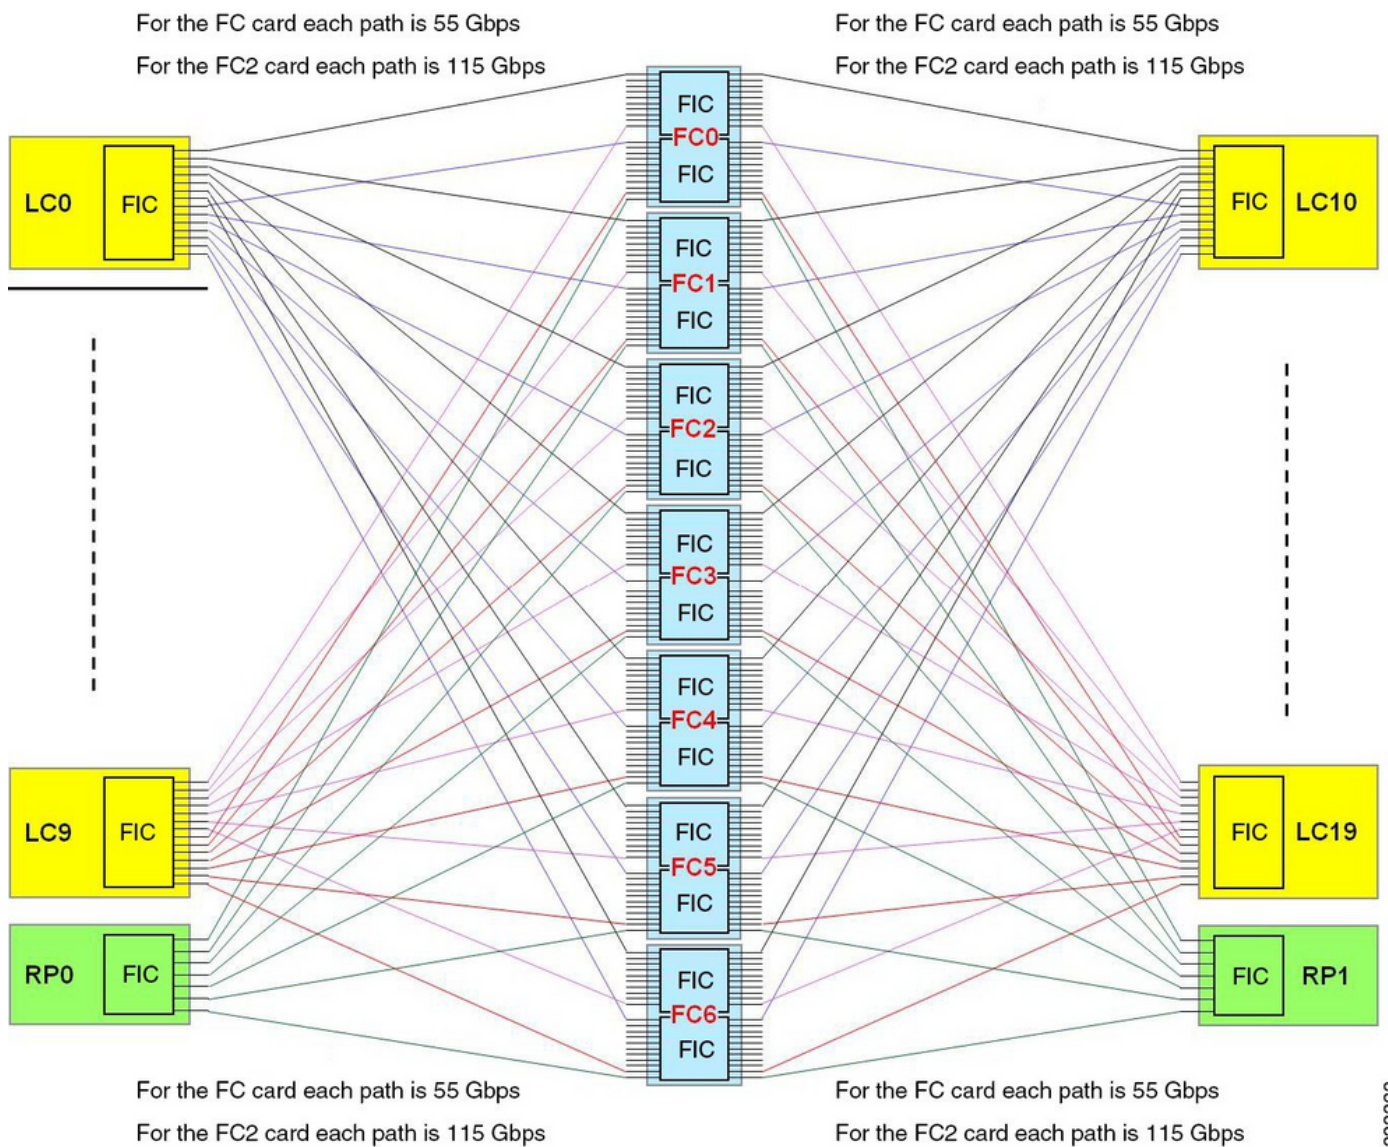 For the FC card each path is 55 Gbps
For the FC card each path is 55 Gbps
For the FC2 card each path is 115 Gbps
For the FC2 card each path is 115 Gbps
FIC
FC0
FIC
LC0
FIC
FIC
LC10
FIC
FC1
FIC
FIC
FC2
FIC
FIC
FC3
FIC
FIC
FC4
FIC
LC9
FIC
FIC
FC5
FIC
FIC
LC19
RP0
FIC
FIC
FC6
FIC
FIC
RP1
For the FC card each path is 55 Gbps
For the FC card each path is 55 Gbps
For the FC2 card each path is 115 Gbps
For the FC2 card each path is 115 Gbps